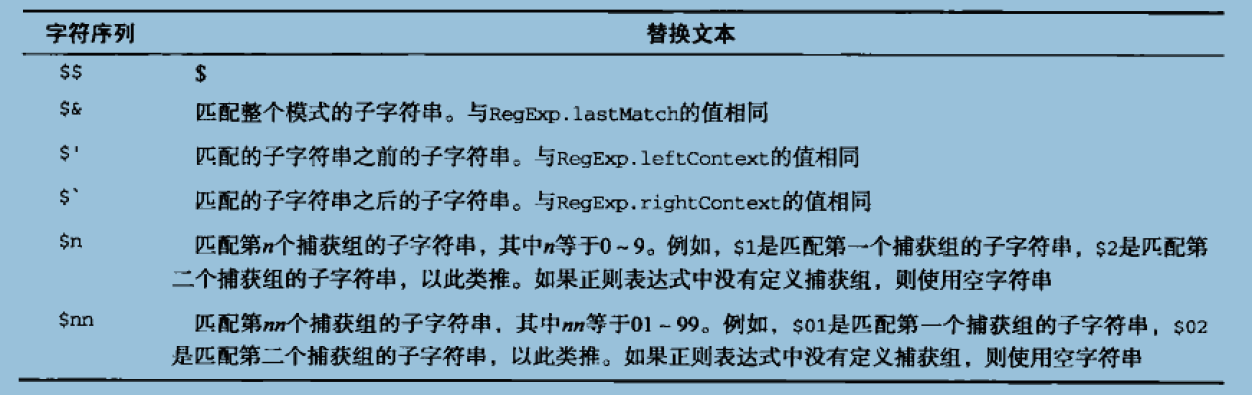 字符序列 替换文本
$$ $
$& 匹配整个模式的子字符串。与RegExp.lastMatch的值相同
$' 匹配的子字符串之前的子字符串。与RegExp.leftContext的值相同
$` 匹配的子字符串之后的子字符串。与RegExp.rightContext的值相同
$n 匹配第n个捕获组的子字符串，其中n等于0~9。例如，$1是匹配第一个捕获组的子字符串，$2是匹配第
二个捕获组的子字符串，以此类推。如果正则表达式中没有定义捕获组，则使用空字符串
$nn 匹配第nn个捕获组的子字符串，其中nn等于01~99。例如，$01是匹配第一个捕获组的子字符串，$02
是匹配第二个捕获组的子字符串，以此类推。如果正则表达式中没有定义捕获组，则使用空字符串